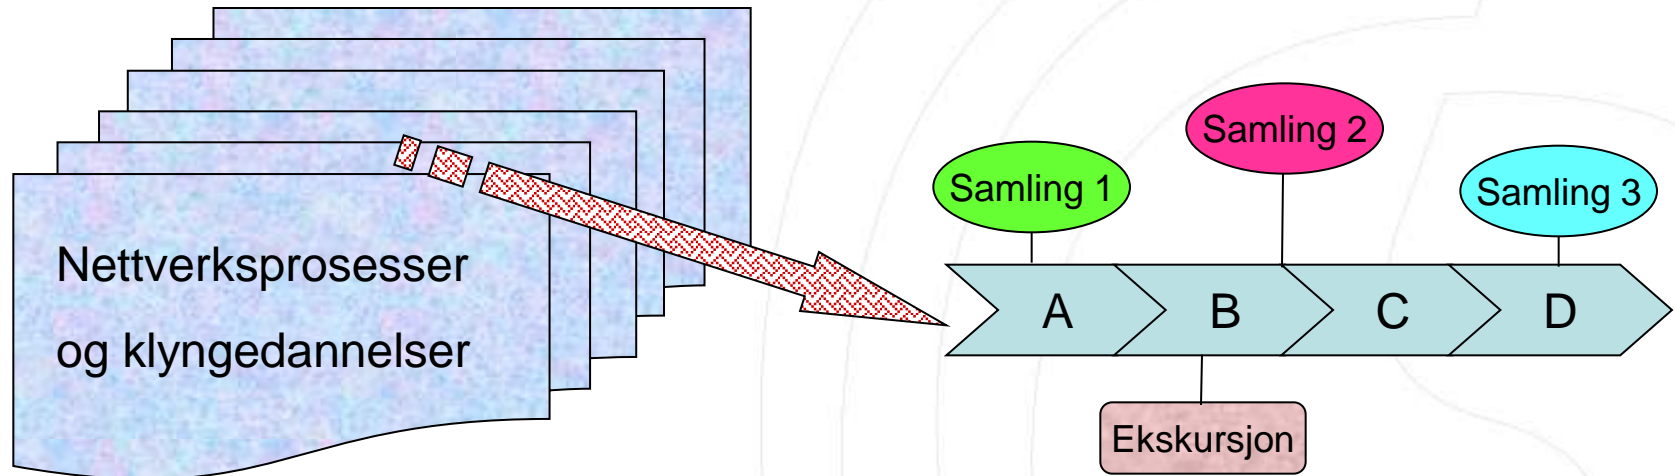 Nettverksprosesser
og klyngedannelser
Samling 1
Samling 2
Samling 3
A
B
C
D
Ekskursjon